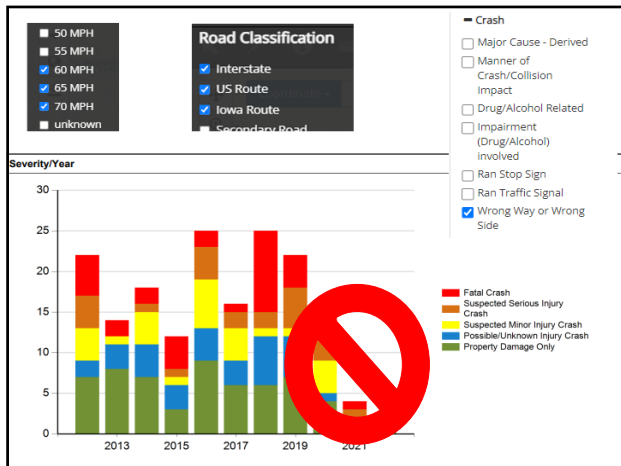 50 MPH
55 MPH
60 MPH
65 MPH
70 MPH
unknown
Road Classification
Interstate
US Route
Iowa Route
Secondary Road
Crash
Major Cause - Derived
Manner of
Crash/Collision
Impact
Drug/Alcohol Related
Impairment
(Drug/Alcohol)
involved
Ran Stop Sign
Ran Traffic Signal
Wrong Way or Wrong
Side
Severity/Year
30
25
20
15
10
5
0
2013
2015
2017
2019
2021
Fatal Crash
Suspected Serious Injury
Crash
Suspected Minor Injury Crash
Possible/Unknown Injury Crash
Property Damage Only